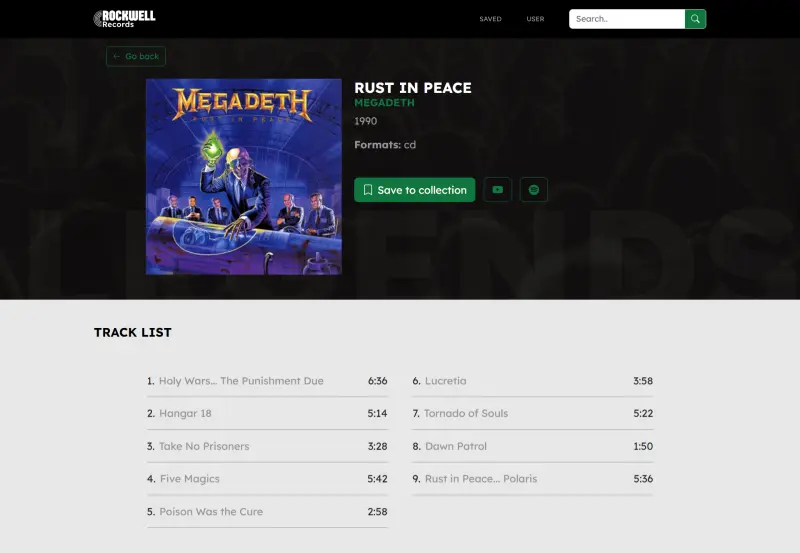 ROCKWELL
Records
SAVED
USER
Search..
← Go back
MEGADETH
RUST IN PEACE
RUST IN PEACE
MEGADETH
1990
Formats: cd
Save to collection
TRACK LIST
1. Holy Wars... The Punishment Due 6:36
2. Hangar 18 5:14
3. Take No Prisoners 3:28
4. Five Magics 5:42
5. Poison Was the Cure 2:58
6. Lucretia 3:58
7. Tornado of Souls 5:22
8. Dawn Patrol 1:50
9. Rust in Peace... Polaris 5:36